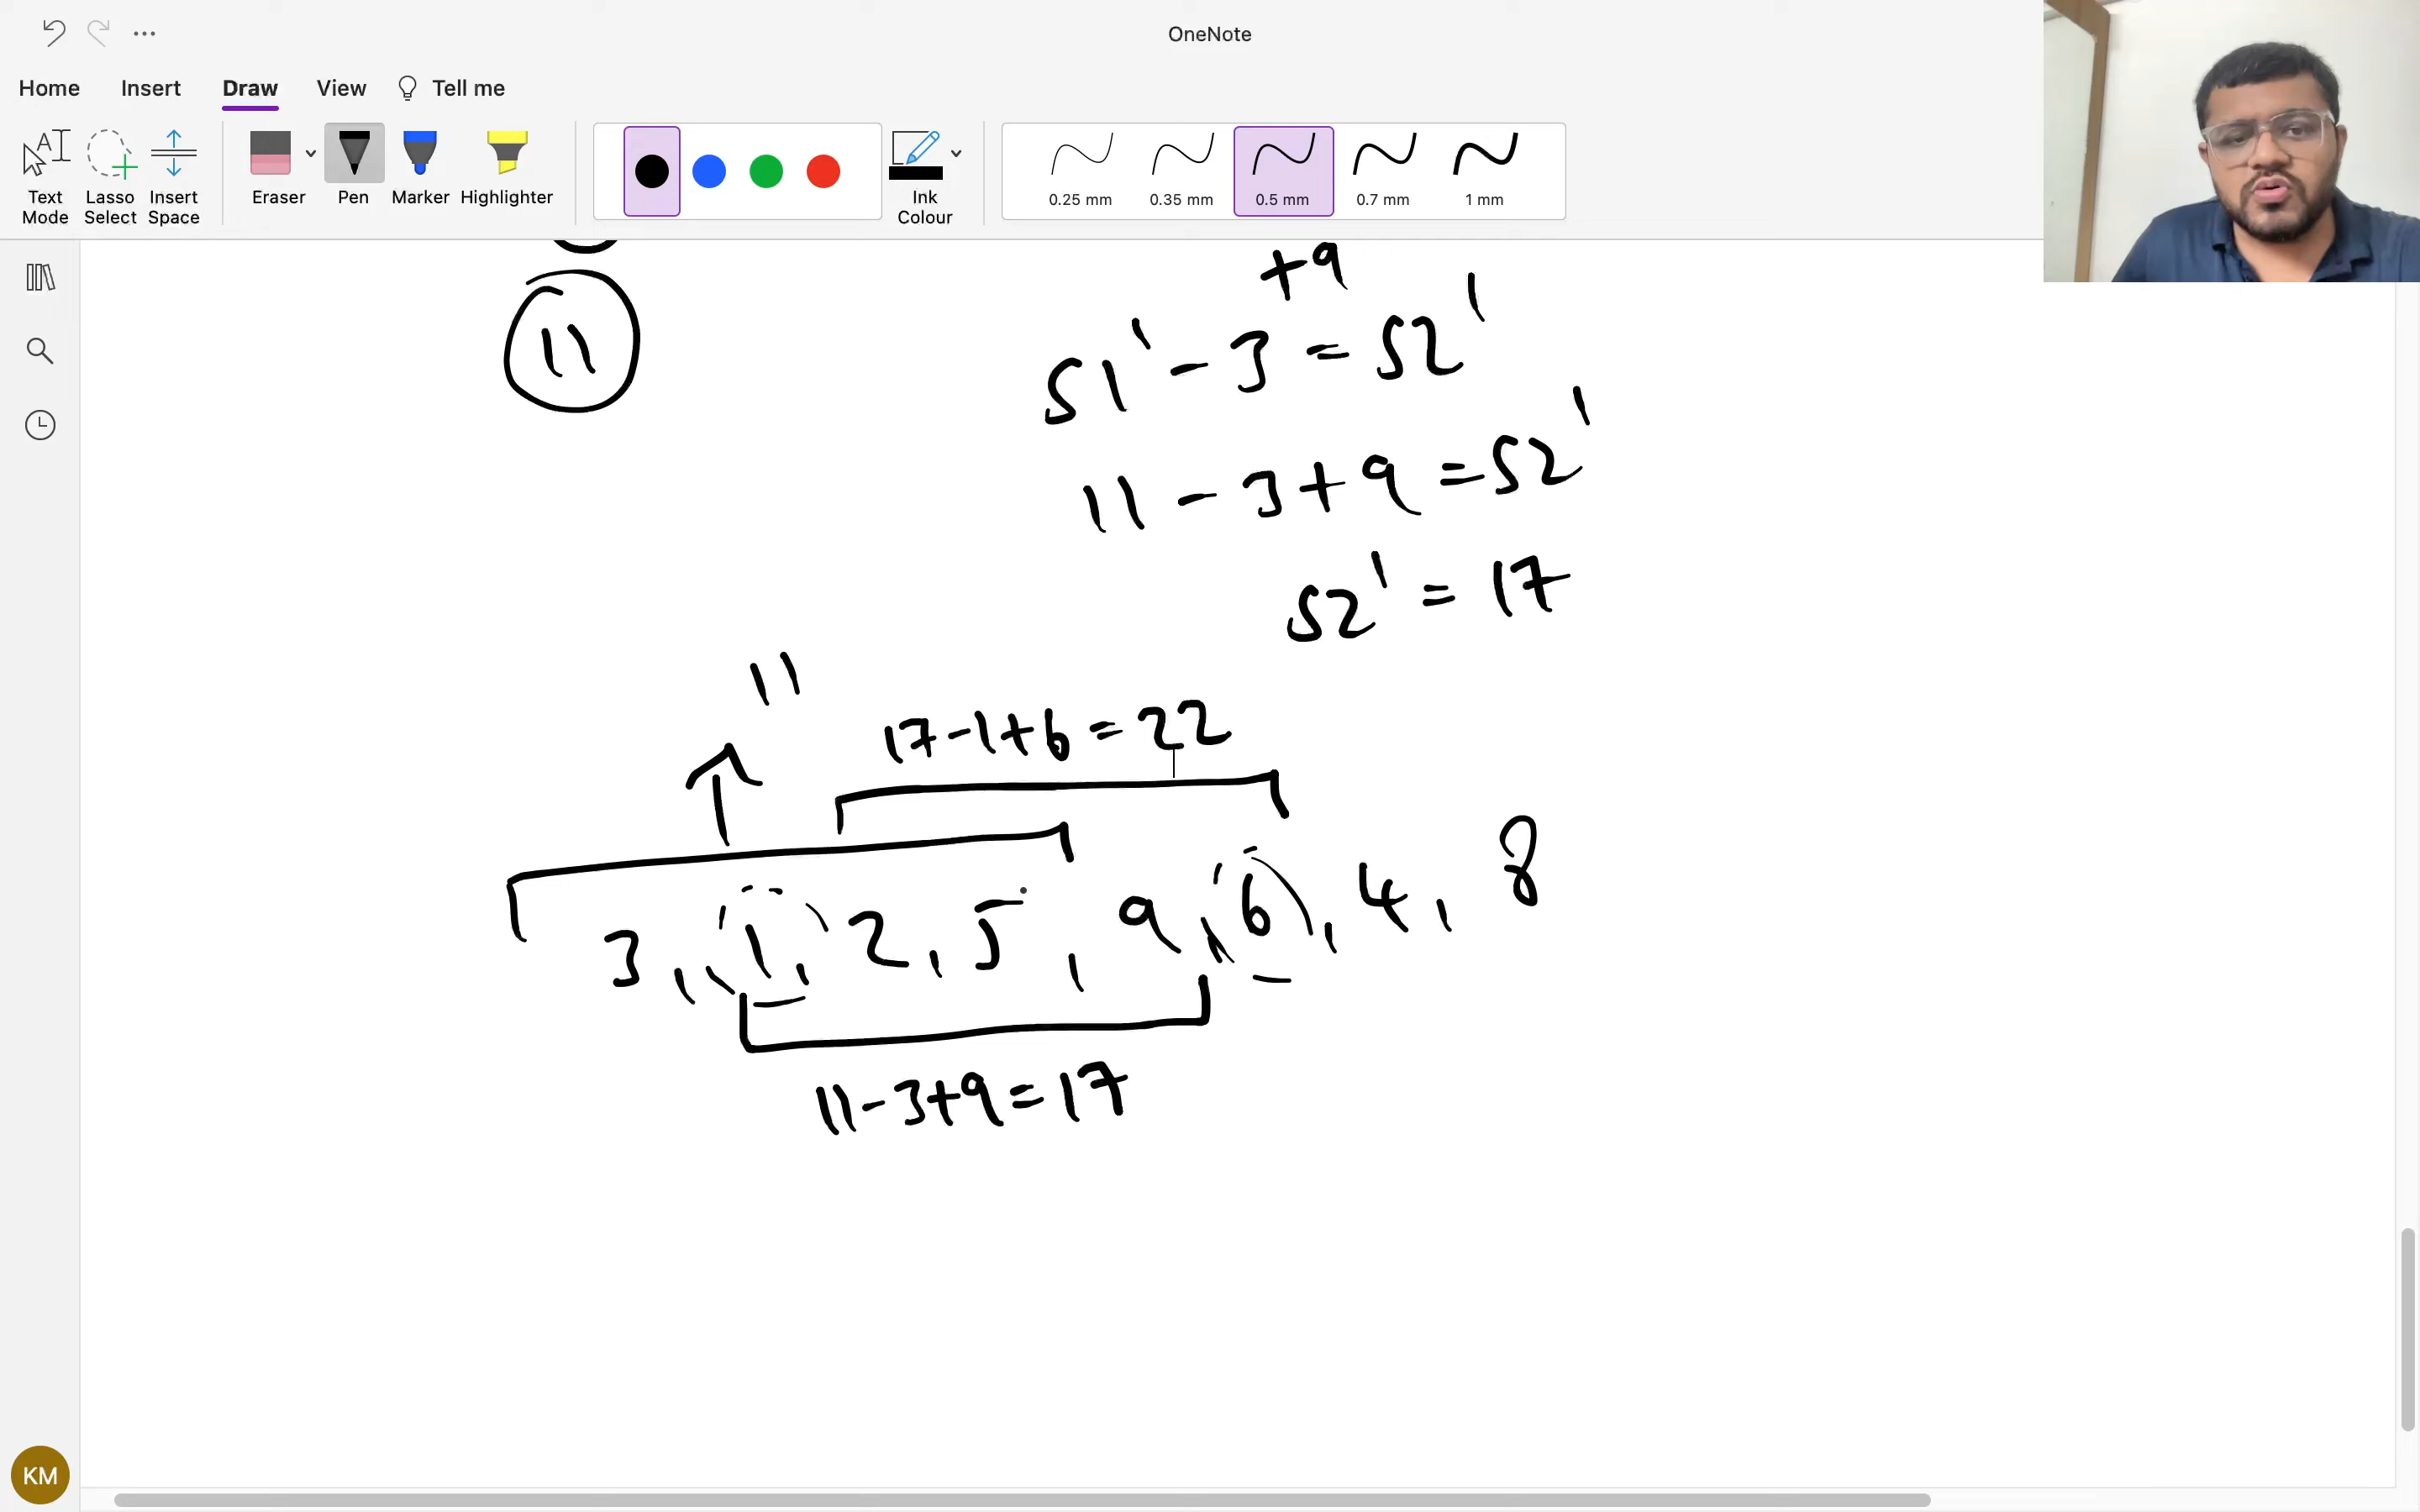 OneNote
Home Insert Draw View Tell me
Text Mode
Lasso Select
Insert Space
Eraser
Pen
Marker
Highlighter
Ink Colour
0.25 mm
0.35 mm
0.5 mm
0.7 mm
1 mm
11
+9
S1' - 3 = S2'
11 - 3 + 9 = S2'
S2' = 17
11
17-1+6 = 22
3, 1, 2, 5, 9, 6, 4, 8
11-3+9=17
KM